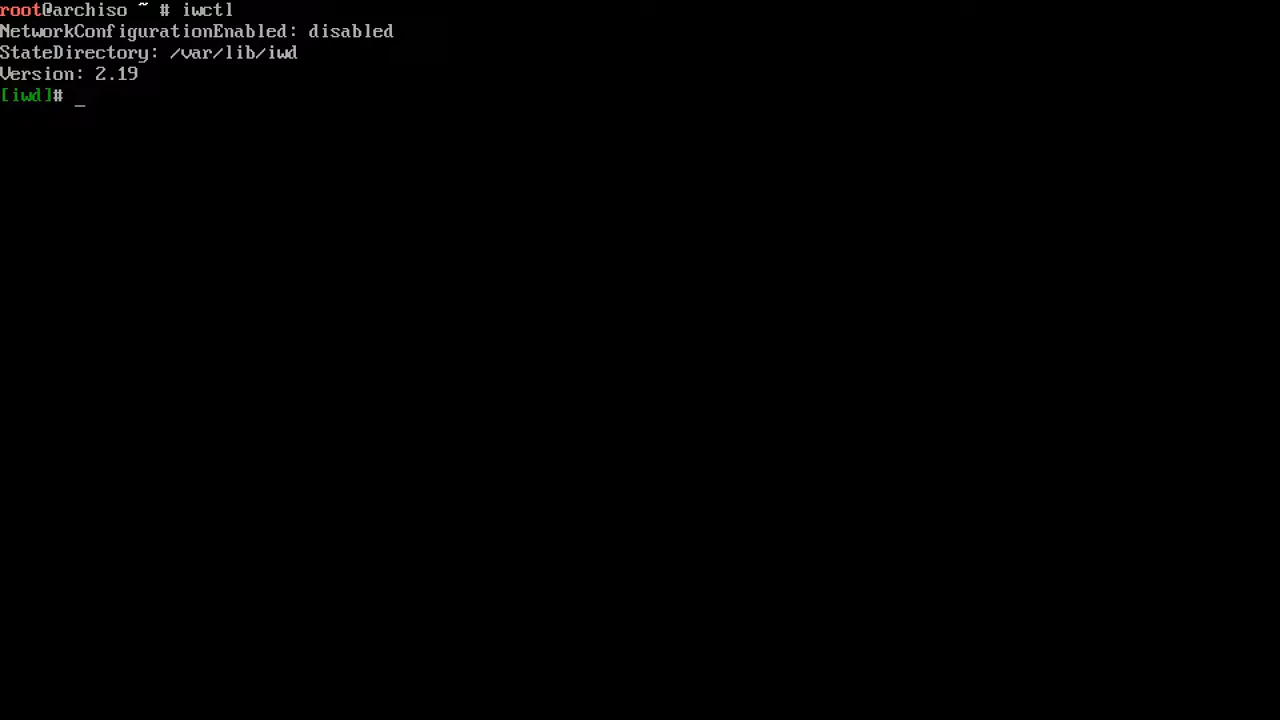 root@archiso ~ # iwctl
NetworkConfigurationEnabled: disabled
StateDirectory: /var/lib/iwd
Version: 2.19
[iwd]# _